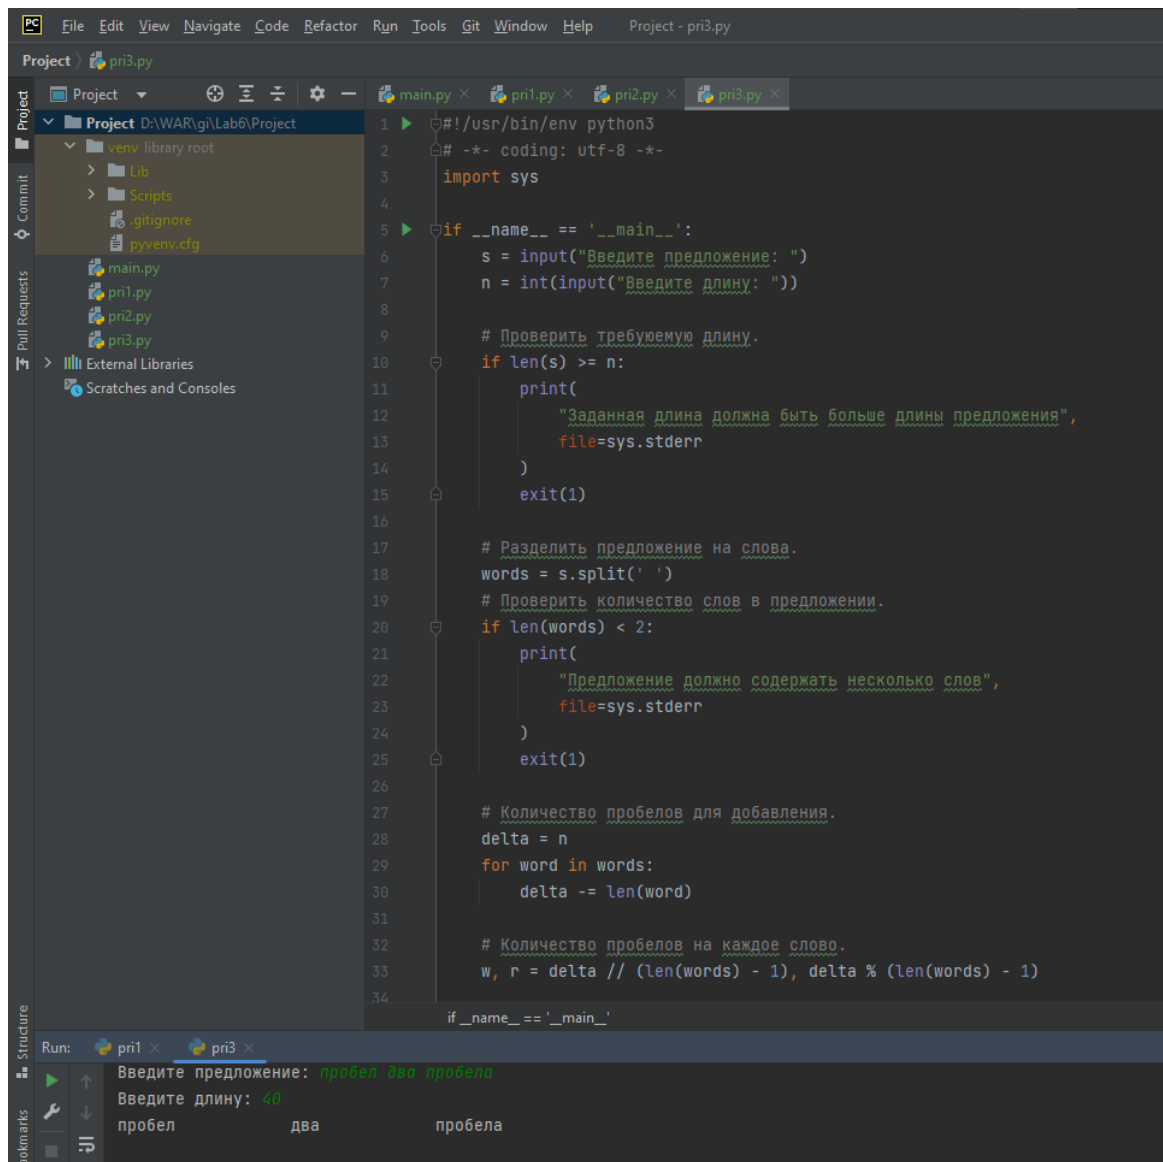 PC File Edit View Navigate Code Refactor Run Tools Git Window Help Project - pri3.py
Project pri3.py
Project
main.py pri1.py pri2.py pri3.py
Project D:\WAR\gi\Lab6\Project
venv library root
Lib
Scripts
.gitignore
pyvenv.cfg
main.py
pri1.py
pri2.py
pri3.py
External Libraries
Scratches and Consoles
Project
Commit
Pull Requests
Structure
1 #!/usr/bin/env python3
2 # -*- coding: utf-8 -*-
3 import sys
4
5 if __name__ == '__main__':
6 s = input("Введите предложение: ")
7 n = int(input("Введите длину: "))
8
9 # Проверить требуюемую длину.
10 if len(s) >= n:
11 print(
12 "Заданная длина должна быть больше длины предложения",
13 file=sys.stderr
14 )
15 exit(1)
16
17 # Разделить предложение на слова.
18 words = s.split(' ')
19 # Проверить количество слов в предложении.
20 if len(words) < 2:
21 print(
22 "Предложение должно содержать несколько слов",
23 file=sys.stderr
24 )
25 exit(1)
26
27 # Количество пробелов для добавления.
28 delta = n
29 for word in words:
30 delta -= len(word)
31
32 # Количество пробелов на каждое слово.
33 w, r = delta // (len(words) - 1), delta % (len(words) - 1)
34
if __name__ == '__main__'
Run: pri1 pri3
Введите предложение: пробел два пробела
Введите длину: 40
пробел два пробела